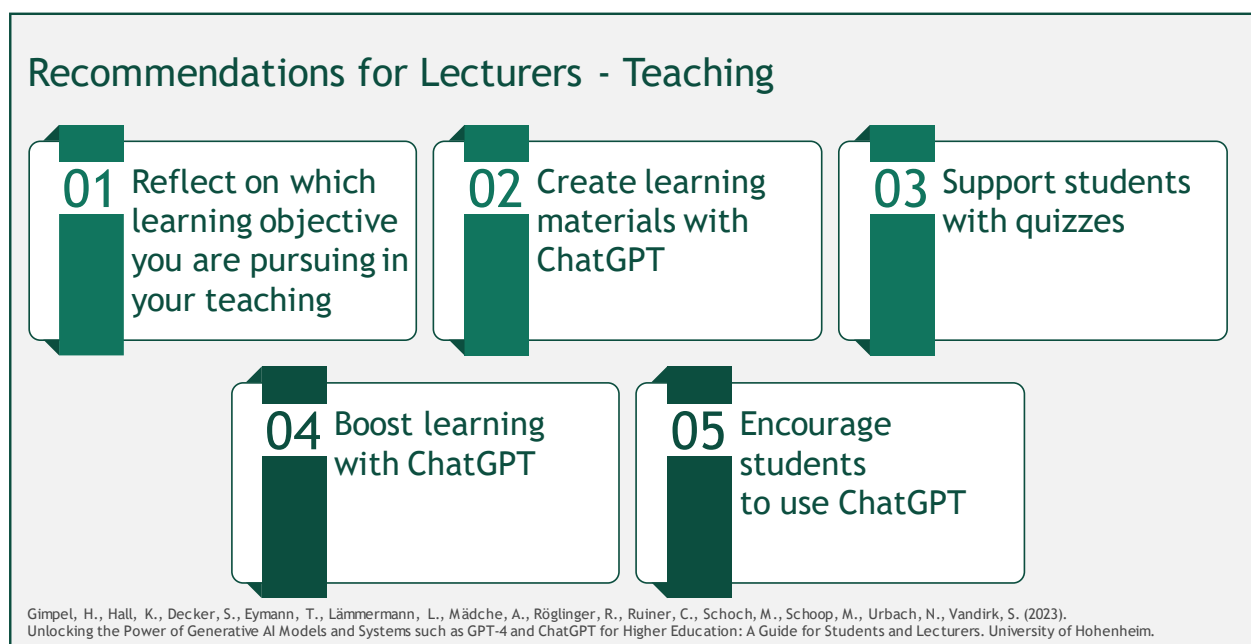 Recommendations for Lecturers - Teaching
01
Reflect on which
learning objective
you are pursuing in
your teaching
02
Create learning
materials with
ChatGPT
03
Support students
with quizzes
04
Boost learning
with ChatGPT
05
Encourage
students
to use ChatGPT
Gimpel, H., Hall, K., Decker, S., Eymann, T., Lämmermann, L., Mädche, A., Röglinger, R., Ruiner, C., Schoch, M., Schoop, M., Urbach, N., Vandirk, S. (2023).
Unlocking the Power of Generative AI Models and Systems such as GPT-4 and ChatGPT for Higher Education: A Guide for Students and Lecturers. University of Hohenheim.